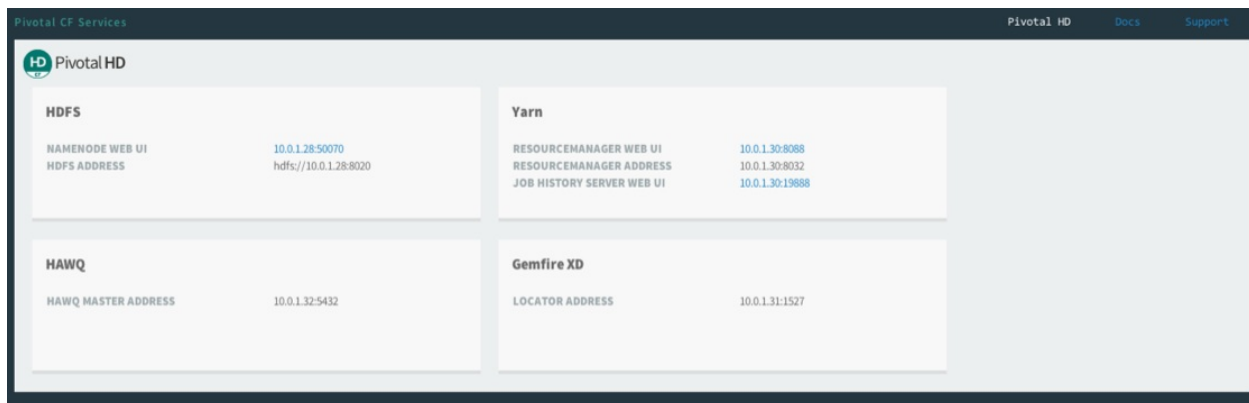 Pivotal CF Services
Pivotal HD
Docs
Support
HD
CF
Pivotal HD
HDFS
NAMENODE WEB UI 10.0.1.28:50070
HDFS ADDRESS hdfs://10.0.1.28:8020
Yarn
RESOURCEMANAGER WEB UI 10.0.1.30:8088
RESOURCEMANAGER ADDRESS 10.0.1.30:8032
JOB HISTORY SERVER WEB UI 10.0.1.30:19888
HAWQ
HAWQ MASTER ADDRESS 10.0.1.32:5432
Gemfire XD
LOCATOR ADDRESS 10.0.1.31:1527